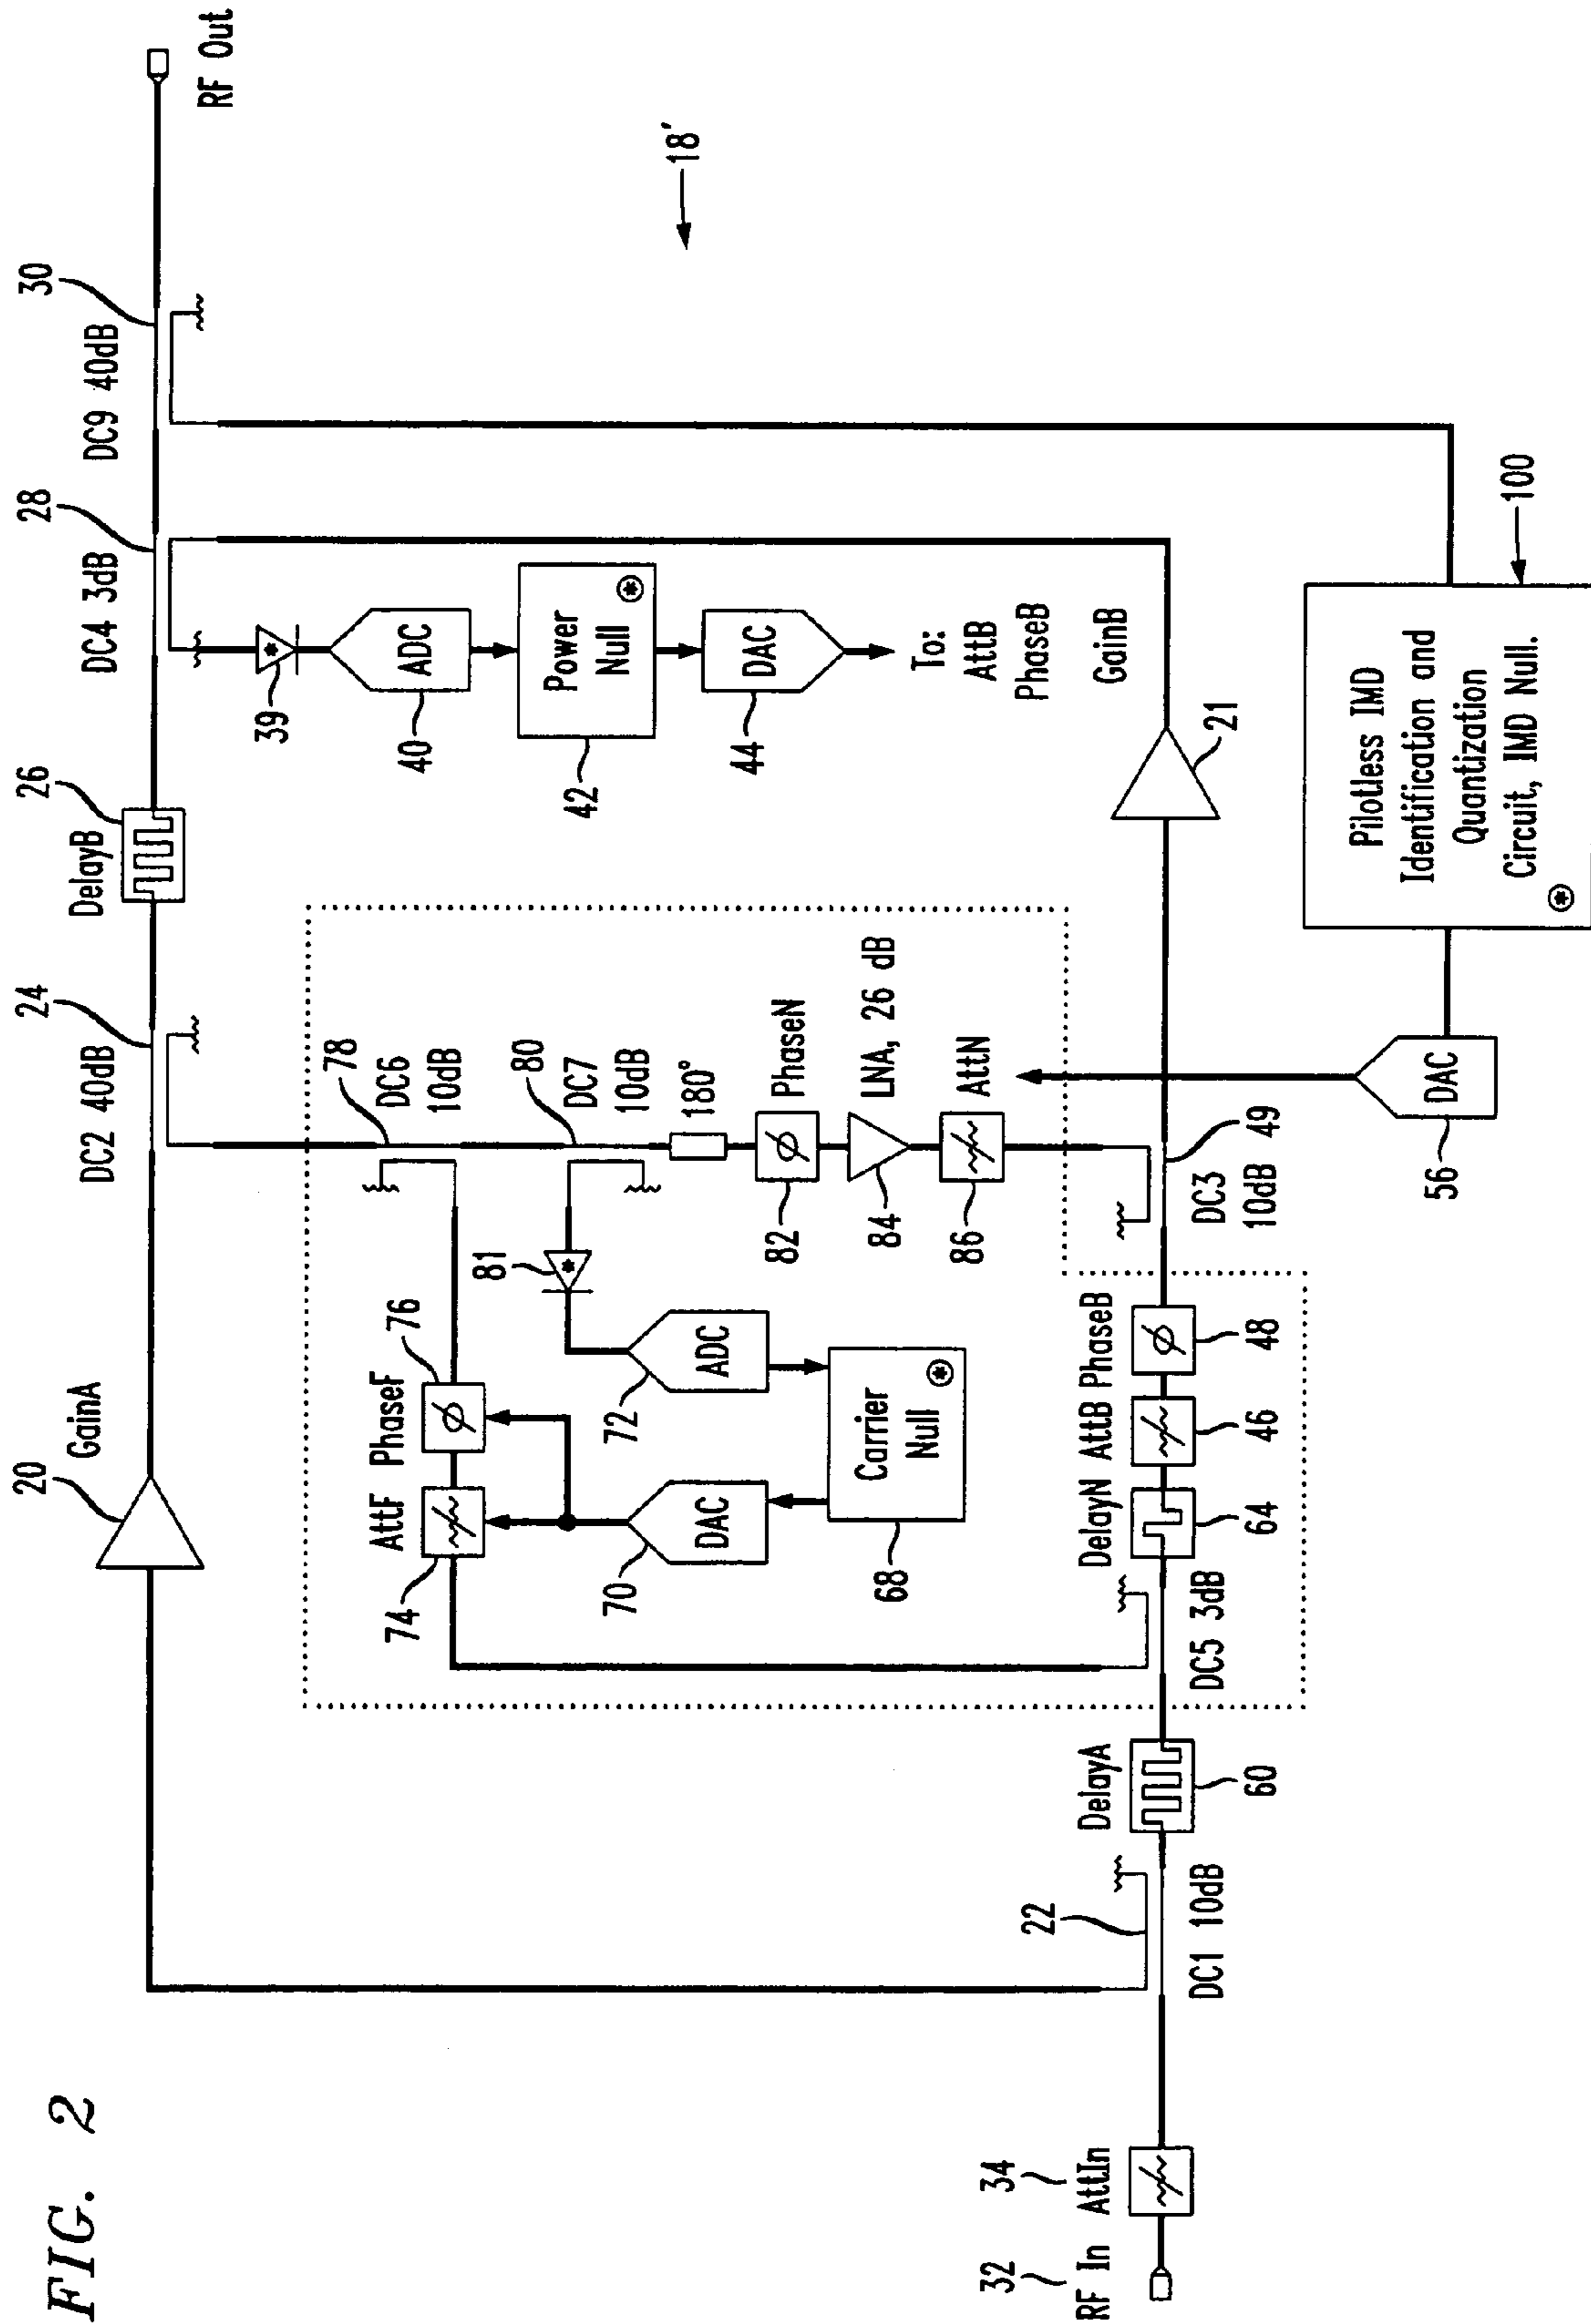 FIG. 2
20
GainA
24
DC2 40dB
26
DelayB
28
DC4 3dB
30
DC9 40dB
RF Out
18'
39
ADC
40
Power
Null
*
42
DAC
44
To:
AttB
PhaseB
GainB
21
78
DC6
10dB
80
DC7
10dB
180°
PhaseN
82
LNA, 26 dB
84
AttN
86
74
AttF
PhaseF
76
81
DAC
70
ADC
72
Carrier
Null
*
68
32
RF In
34
AttIn
22
DC1 10dB
DelayA
60
DC5 3dB
DelayN
64
AttB
46
PhaseB
48
DC3
10dB
49
DAC
56
100
Pilotless IMD
Identification and
Quantization
Circuit, IMD Null.
*